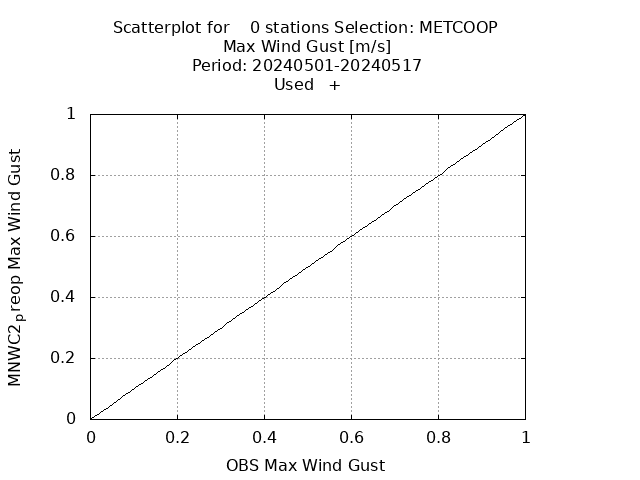 Scatterplot for    0 stations Selection: METCOOP
Max Wind Gust [m/s]
Period: 20240501-20240517
Used   +
MNWC2preop Max Wind Gust
1
0.8
0.6
0.4
0.2
0
0 0.2 0.4 0.6 0.8 1
OBS Max Wind Gust